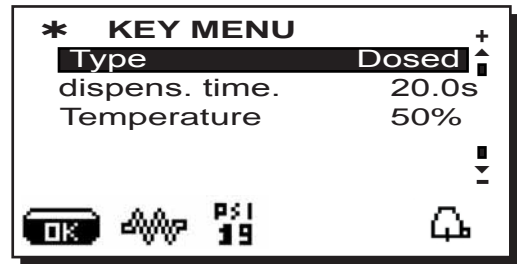 * KEY MENU
+
Type Dosed
dispens. time. 20.0s
Temperature 50%
-
OK PSI
19